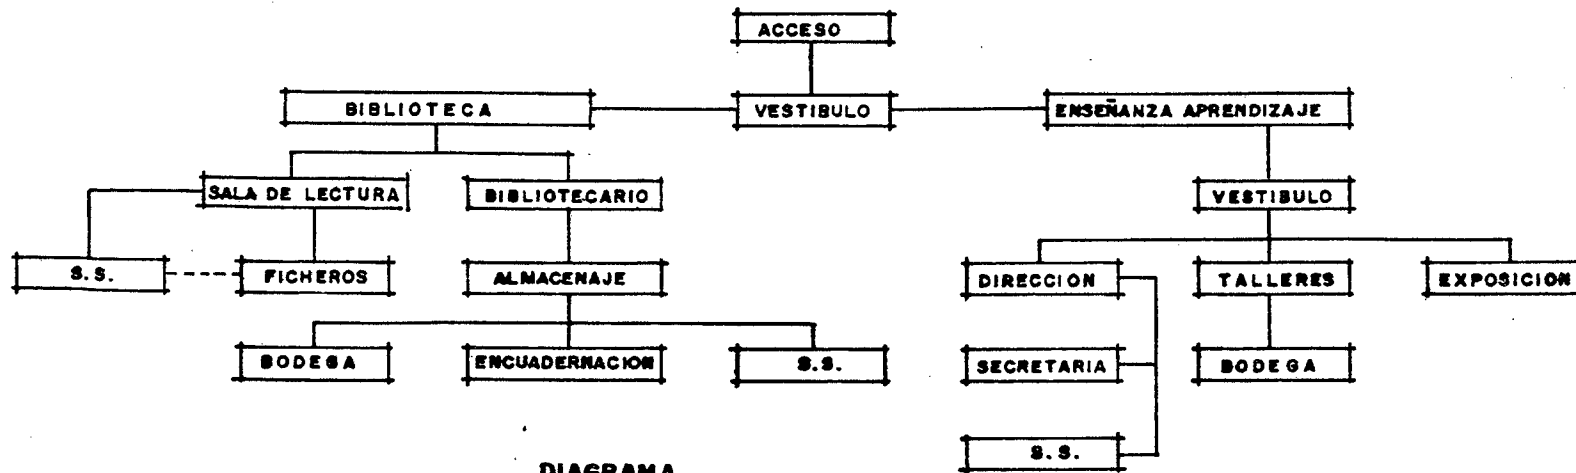 ACCESO
BIBLIOTECA VESTIBULO ENSEÑANZA APRENDIZAJE
SALA DE LECTURA BIBLIOTECARIO VESTIBULO
S.S. FICHEROS ALMACENAJE DIRECCION TALLERES EXPOSICION
BODEGA ENCUADERNACION S.S. SECRETARIA BODEGA
S.S.
DIAGRAMA